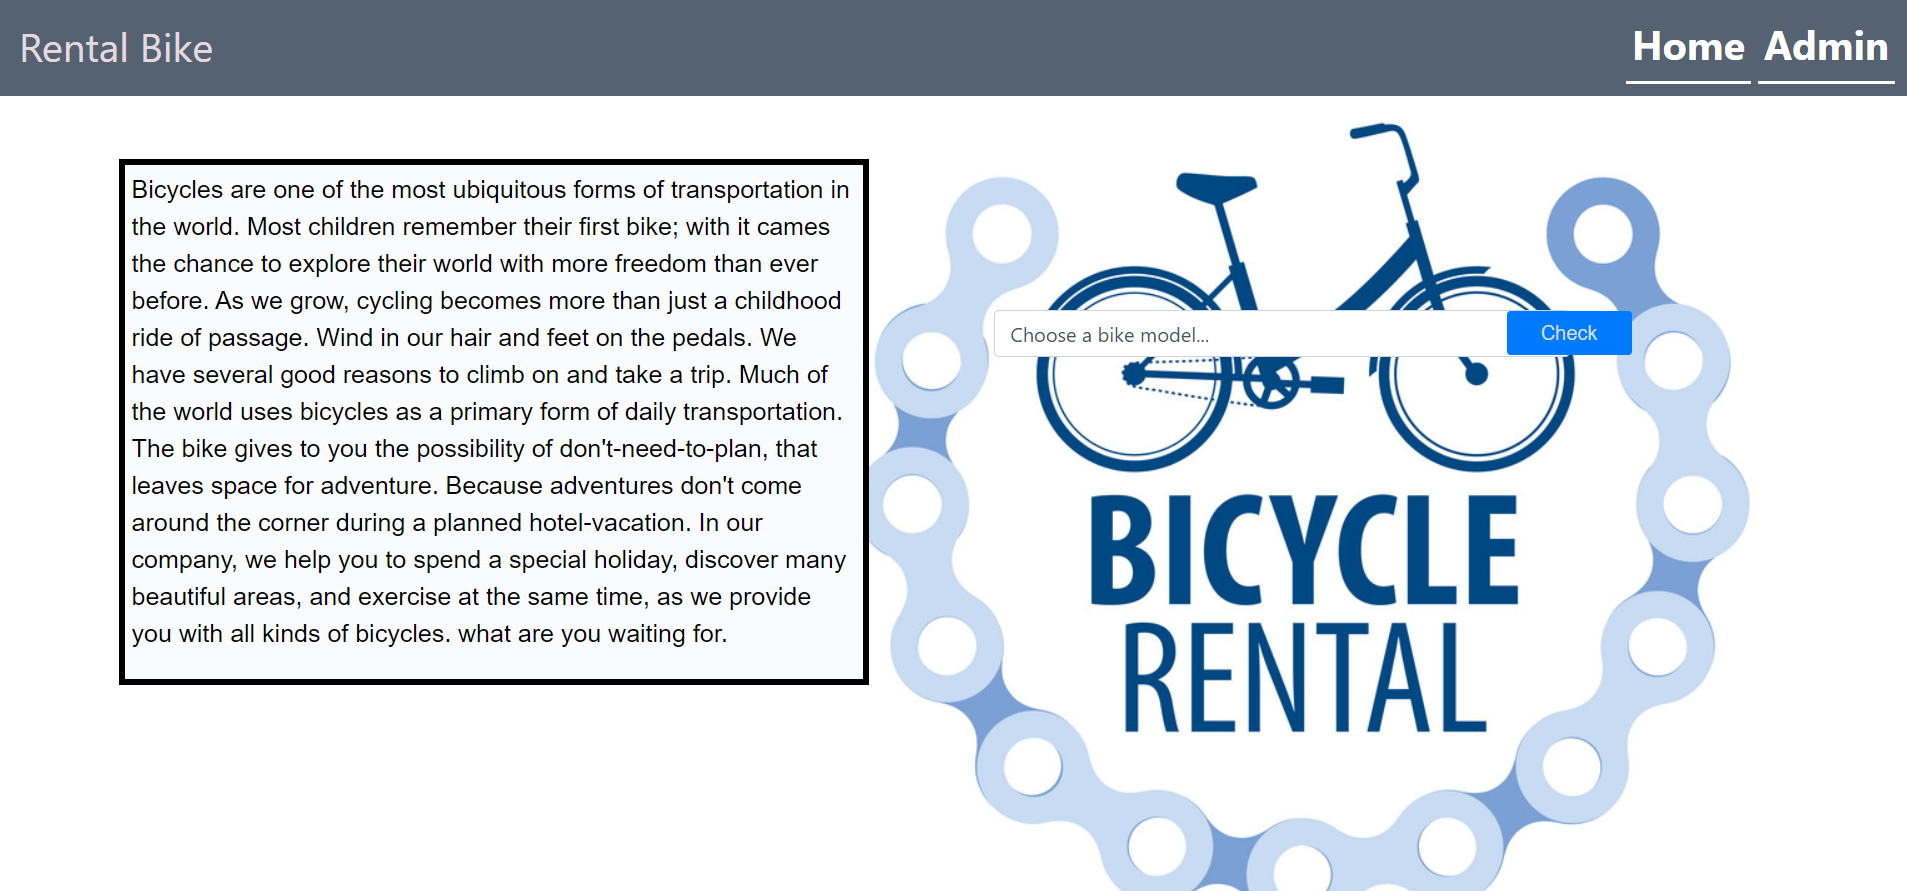 Rental Bike
Home Admin
Bicycles are one of the most ubiquitous forms of transportation in
the world. Most children remember their first bike; with it cames
the chance to explore their world with more freedom than ever
before. As we grow, cycling becomes more than just a childhood
ride of passage. Wind in our hair and feet on the pedals. We
have several good reasons to climb on and take a trip. Much of
the world uses bicycles as a primary form of daily transportation.
The bike gives to you the possibility of don't-need-to-plan, that
leaves space for adventure. Because adventures don't come
around the corner during a planned hotel-vacation. In our
company, we help you to spend a special holiday, discover many
beautiful areas, and exercise at the same time, as we provide
you with all kinds of bicycles. what are you waiting for.
Choose a bike model...
Check
BICYCLE
RENTAL